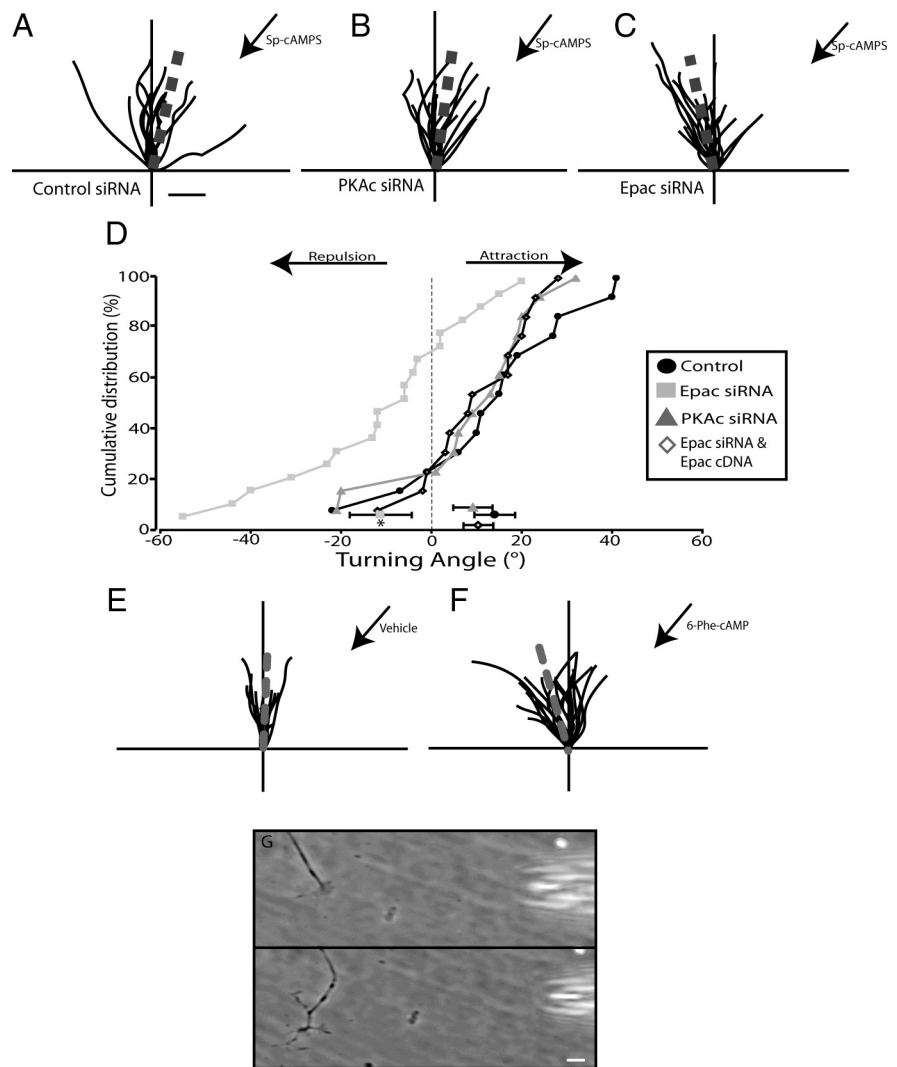 A
Sp-cAMPS
Control siRNA
B
Sp-cAMPS
PKAc siRNA
C
Sp-cAMPS
Epac siRNA
D
Repulsion
Attraction
Cumulative distribution (%)
100
80
60
40
20
0
-60
-40
-20
0
20
40
60
*
Turning Angle (°)
Control
Epac siRNA
PKAc siRNA
Epac siRNA &
Epac cDNA
E
Vehicle
F
6-Phe-cAMP
G